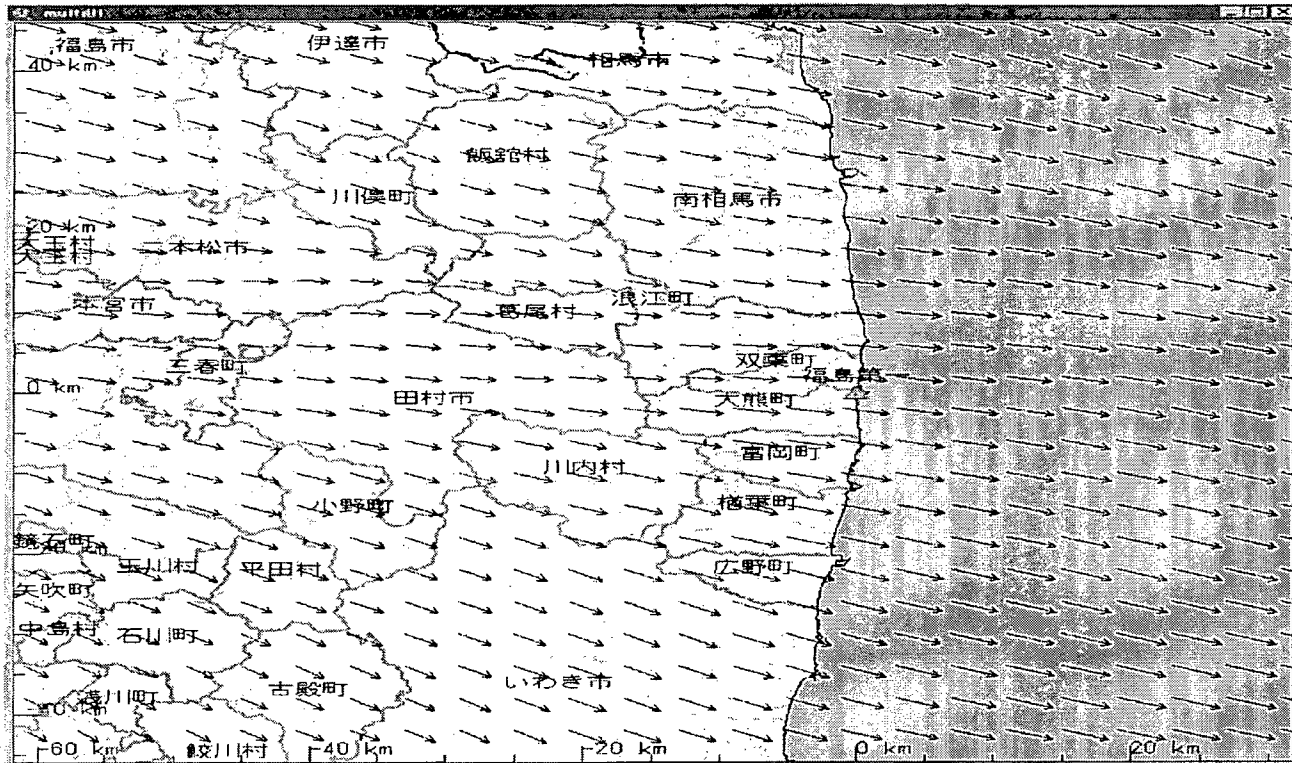 福島市
伊達市
相馬市
40 km
飯舘村
川俣町
南相馬市
20 km
大玉村
大玉村
二本松市
本宮市
葛尾村
浪江町
三春町
双葉町
福島第一
0 km
田村市
大熊町
富岡町
川内村
小野町
楢葉町
鏡石町
玉川村
平田村
広野町
矢吹町
中島村
石川町
浅川町
古殿町
いわき市
鮫川村
-60 km
-40 km
-20 km
0 km
20 km